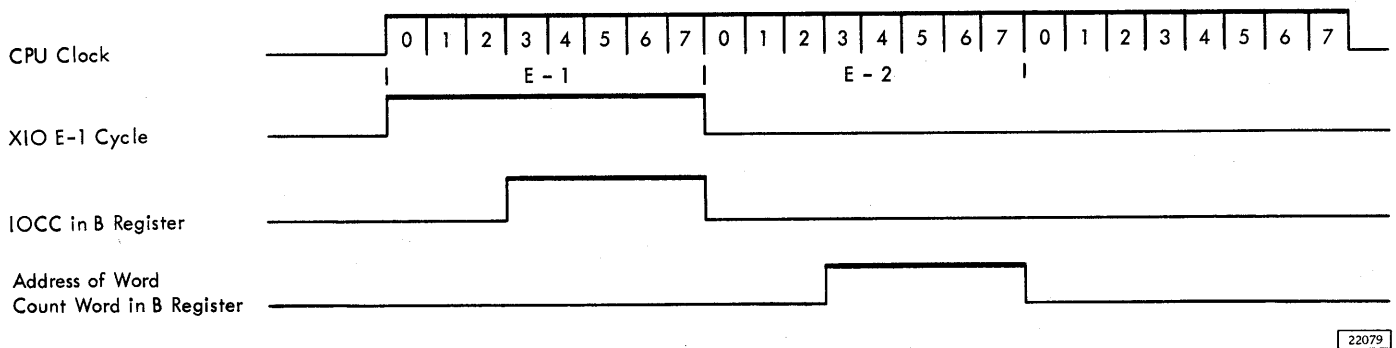 CPU Clock
0 1 2 3 4 5 6 7 0 1 2 3 4 5 6 7 0 1 2 3 4 5 6 7
E - 1
E - 2
XIO E-1 Cycle
IOCC in B Register
Address of Word
Count Word in B Register
22079